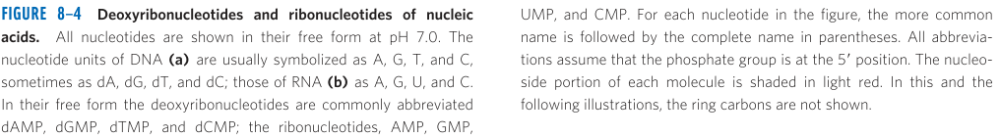 FIGURE 8–4 Deoxyribonucleotides and ribonucleotides of nucleic
acids. All nucleotides are shown in their free form at pH 7.0. The
nucleotide units of DNA (a) are usually symbolized as A, G, T, and C,
sometimes as dA, dG, dT, and dC; those of RNA (b) as A, G, U, and C.
In their free form the deoxyribonucleotides are commonly abbreviated
dAMP, dGMP, dTMP, and dCMP; the ribonucleotides, AMP, GMP,
UMP, and CMP. For each nucleotide in the figure, the more common
name is followed by the complete name in parentheses. All abbrevia-
tions assume that the phosphate group is at the 5′ position. The nucleo-
side portion of each molecule is shaded in light red. In this and the
following illustrations, the ring carbons are not shown.